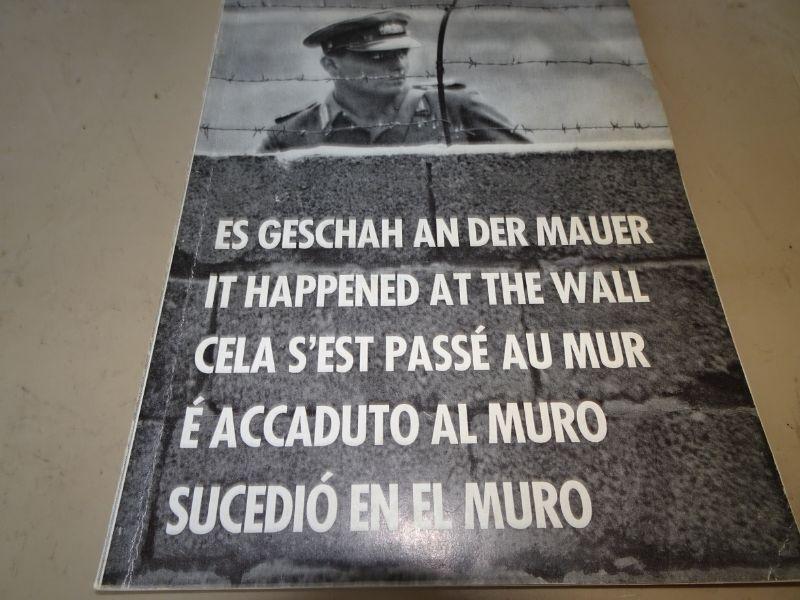 ES GESCHAH AN DER MAUER
IT HAPPENED AT THE WALL
CELA S'EST PASSÉ AU MUR
É ACCADUTO AL MURO
SUCEDIÓ EN EL MURO